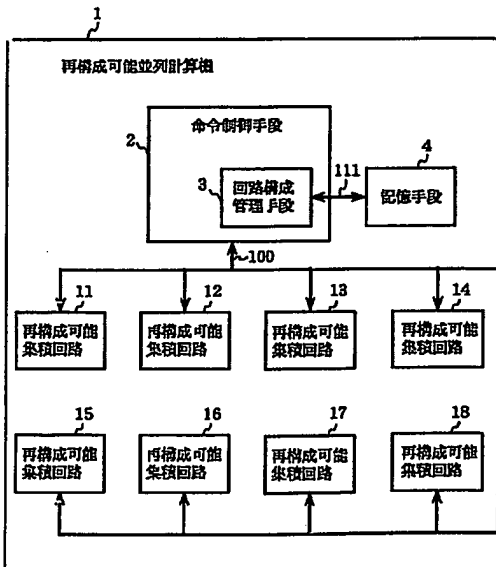 1
再構成可能並列計算機
命令制御手段
2
3
回路構成
管理手段
111
4
記憶手段
100
11
再構成可能
集積回路
12
再構成可能
集積回路
13
再構成可能
集積回路
14
再構成可能
集積回路
15
再構成可能
集積回路
16
再構成可能
集積回路
17
再構成可能
集積回路
18
再構成可能
集積回路